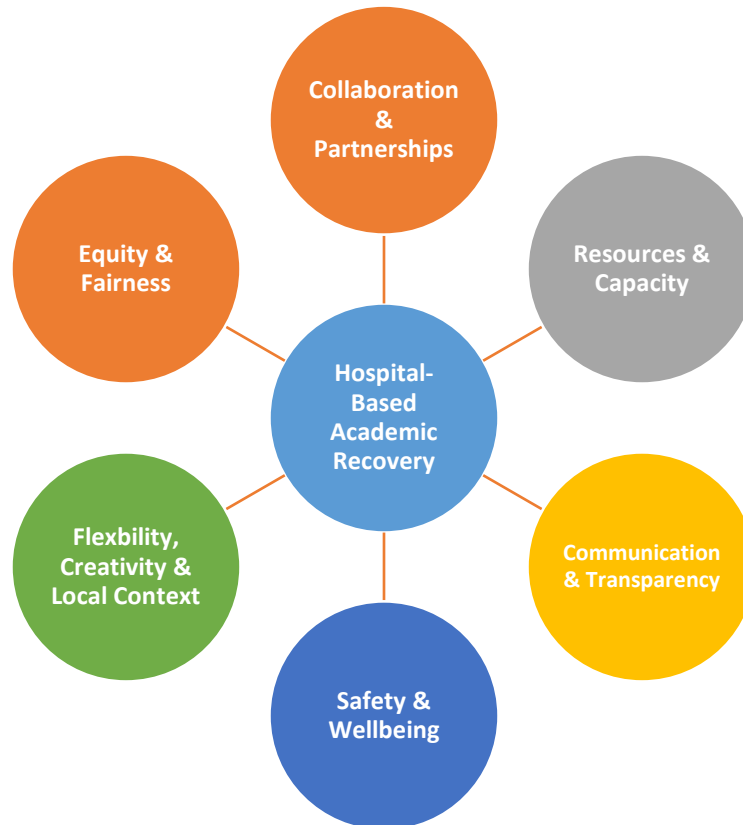 Collaboration
&
Partnerships
Equity &
Fairness
Resources &
Capacity
Hospital-
Based
Academic
Recovery
Flexbility,
Creativity &
Local Context
Communication
& Transparency
Safety &
Wellbeing